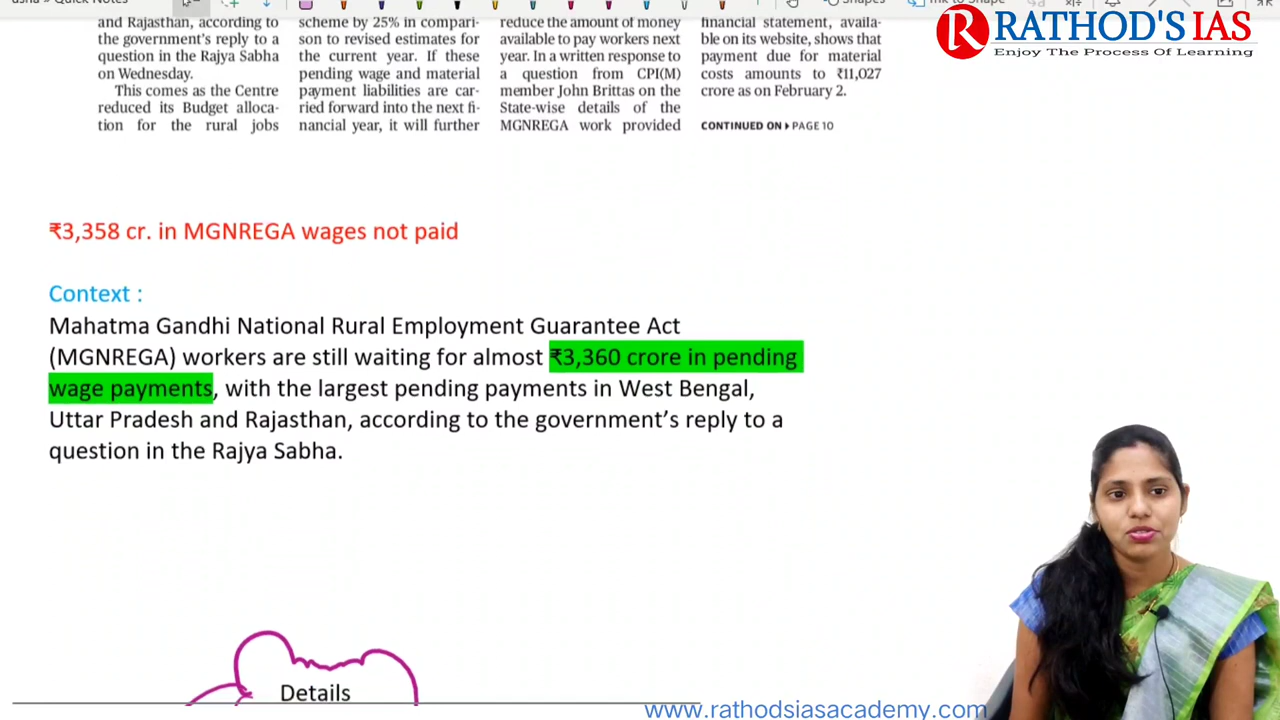 asha » Quick Notes
Shapes
Ink to Shape
RATHOD'S IAS
Enjoy The Process Of Learning
and Rajasthan, according to
the government's reply to a
question in the Rajya Sabha
on Wednesday.
This comes as the Centre
reduced its Budget alloca-
tion for the rural jobs
scheme by 25% in compari-
son to revised estimates for
the current year. If these
pending wage and material
payment liabilities are car-
ried forward into the next fi-
nancial year, it will further
reduce the amount of money
available to pay workers next
year. In a written response to
a question from CPI(M)
member John Brittas on the
State-wise details of the
MGNREGA work provided
financial statement, availa-
ble on its website, shows that
payment due for material
costs amounts to ₹11,027
crore as on February 2.
CONTINUED ON PAGE 10
₹3,358 cr. in MGNREGA wages not paid
Context :
Mahatma Gandhi National Rural Employment Guarantee Act
(MGNREGA) workers are still waiting for almost ₹3,360 crore in pending
wage payments, with the largest pending payments in West Bengal,
Uttar Pradesh and Rajasthan, according to the government's reply to a
question in the Rajya Sabha.
Details
www.rathodsiasacademy.com